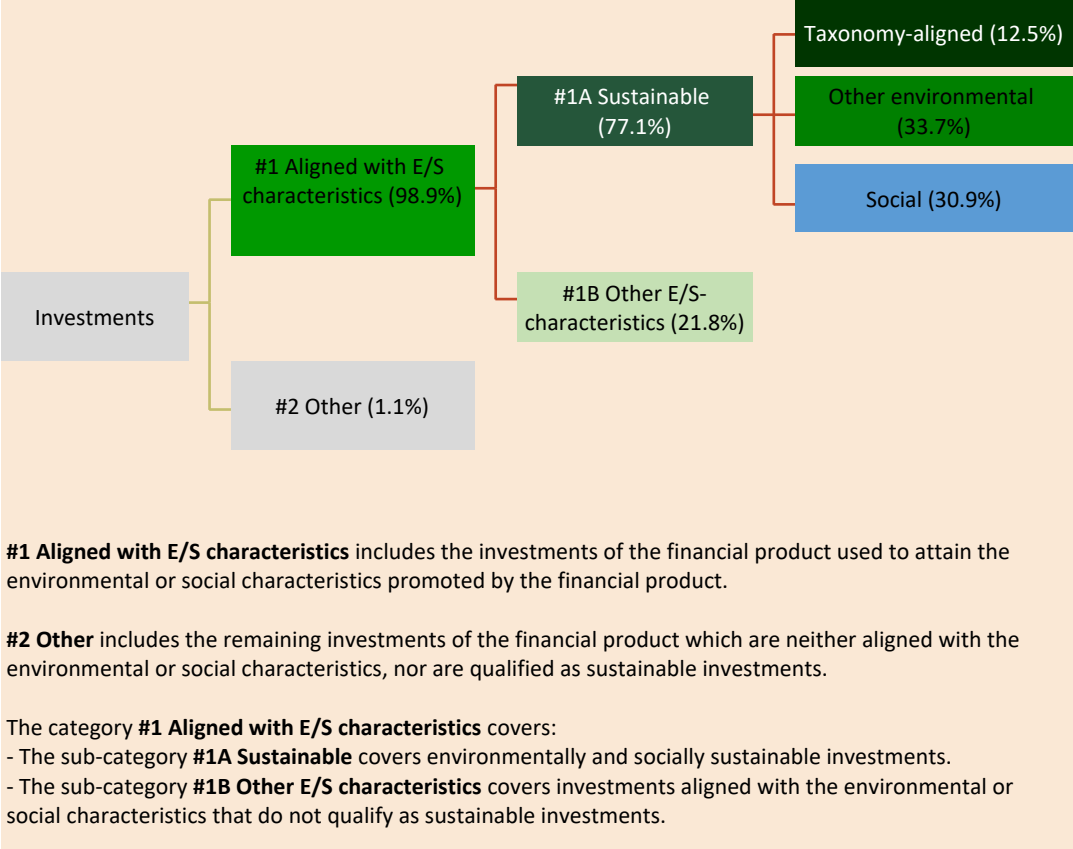 Taxonomy-aligned (12.5%)
#1A Sustainable
(77.1%)
Other environmental
(33.7%)
#1 Aligned with E/S
characteristics (98.9%)
Social (30.9%)
Investments
#1B Other E/S-
characteristics (21.8%)
#2 Other (1.1%)
#1 Aligned with E/S characteristics includes the investments of the financial product used to attain the
environmental or social characteristics promoted by the financial product.
#2 Other includes the remaining investments of the financial product which are neither aligned with the
environmental or social characteristics, nor are qualified as sustainable investments.
The category #1 Aligned with E/S characteristics covers:
- The sub-category #1A Sustainable covers environmentally and socially sustainable investments.
- The sub-category #1B Other E/S characteristics covers investments aligned with the environmental or
social characteristics that do not qualify as sustainable investments.